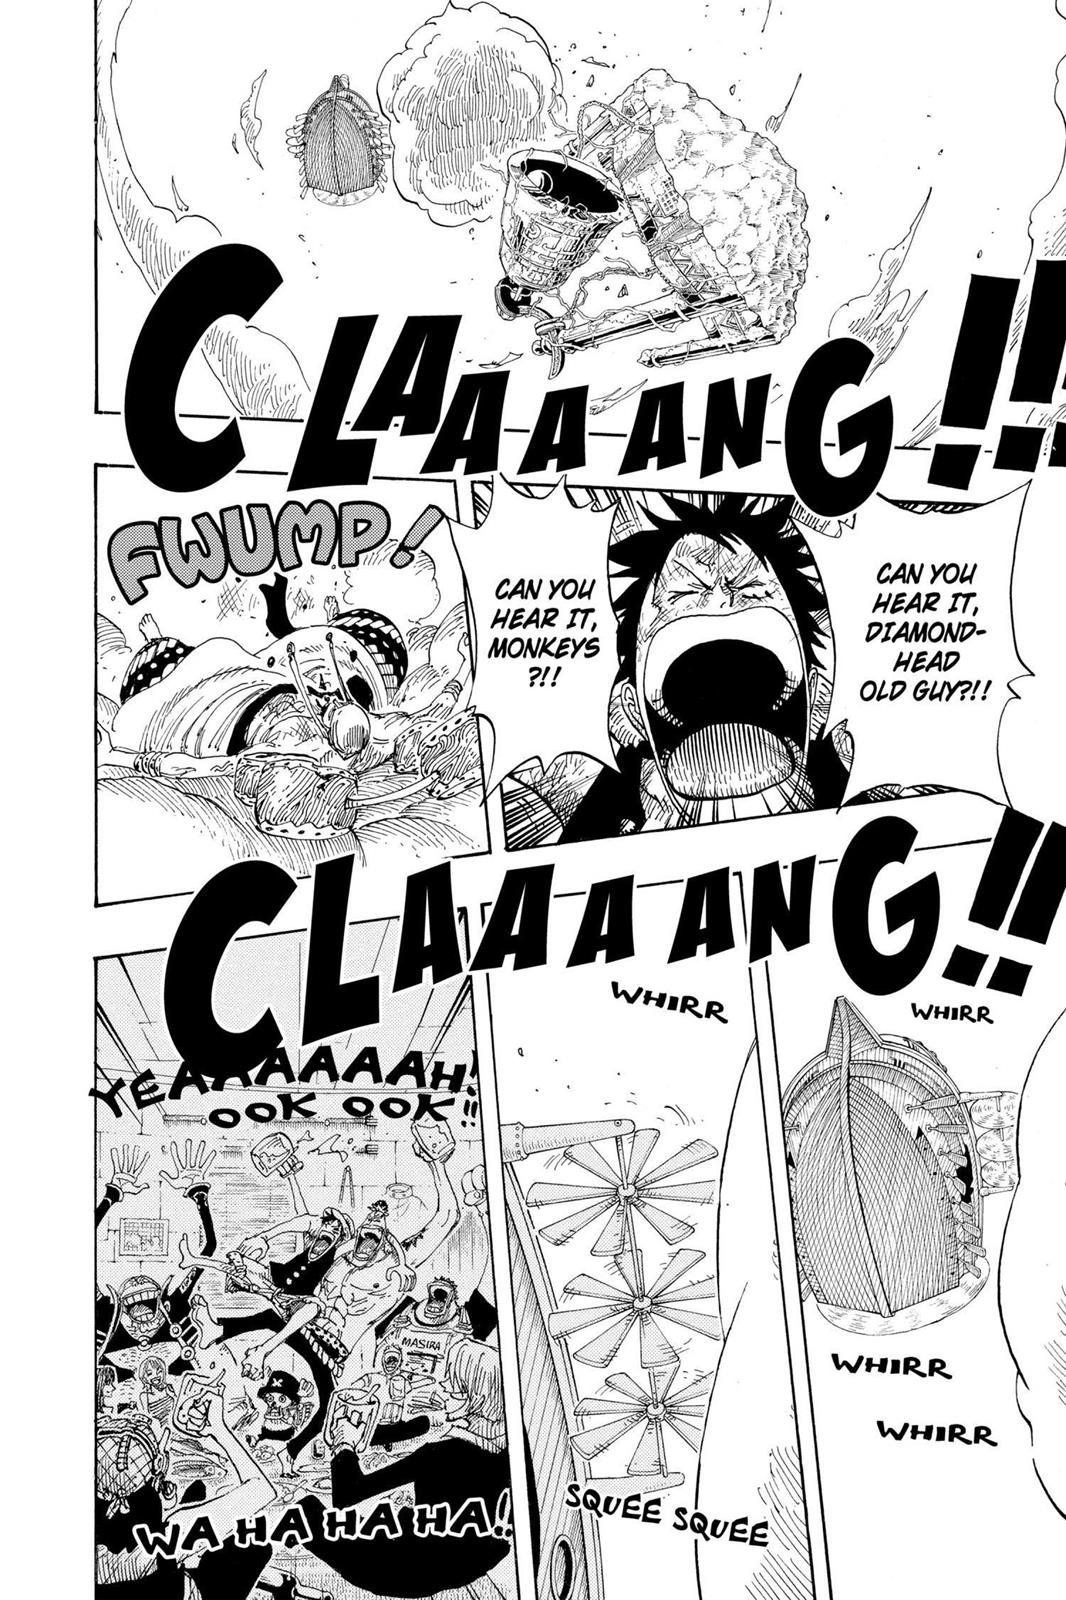 CLAAAANG!!!
CAN YOU
HEAR IT,
DIAMOND-
HEAD
OLD GUY?!!
CAN YOU
HEAR IT,
MONKEYS
?!!
FWUMP!
CLAAAANG!!
WHIRR
WHIRR
WHIRR
WHIRR
SQUEE SQUEE
YEAAAAAAH!
OOK OOK!!
MASIRA
WA HA HA HA!!